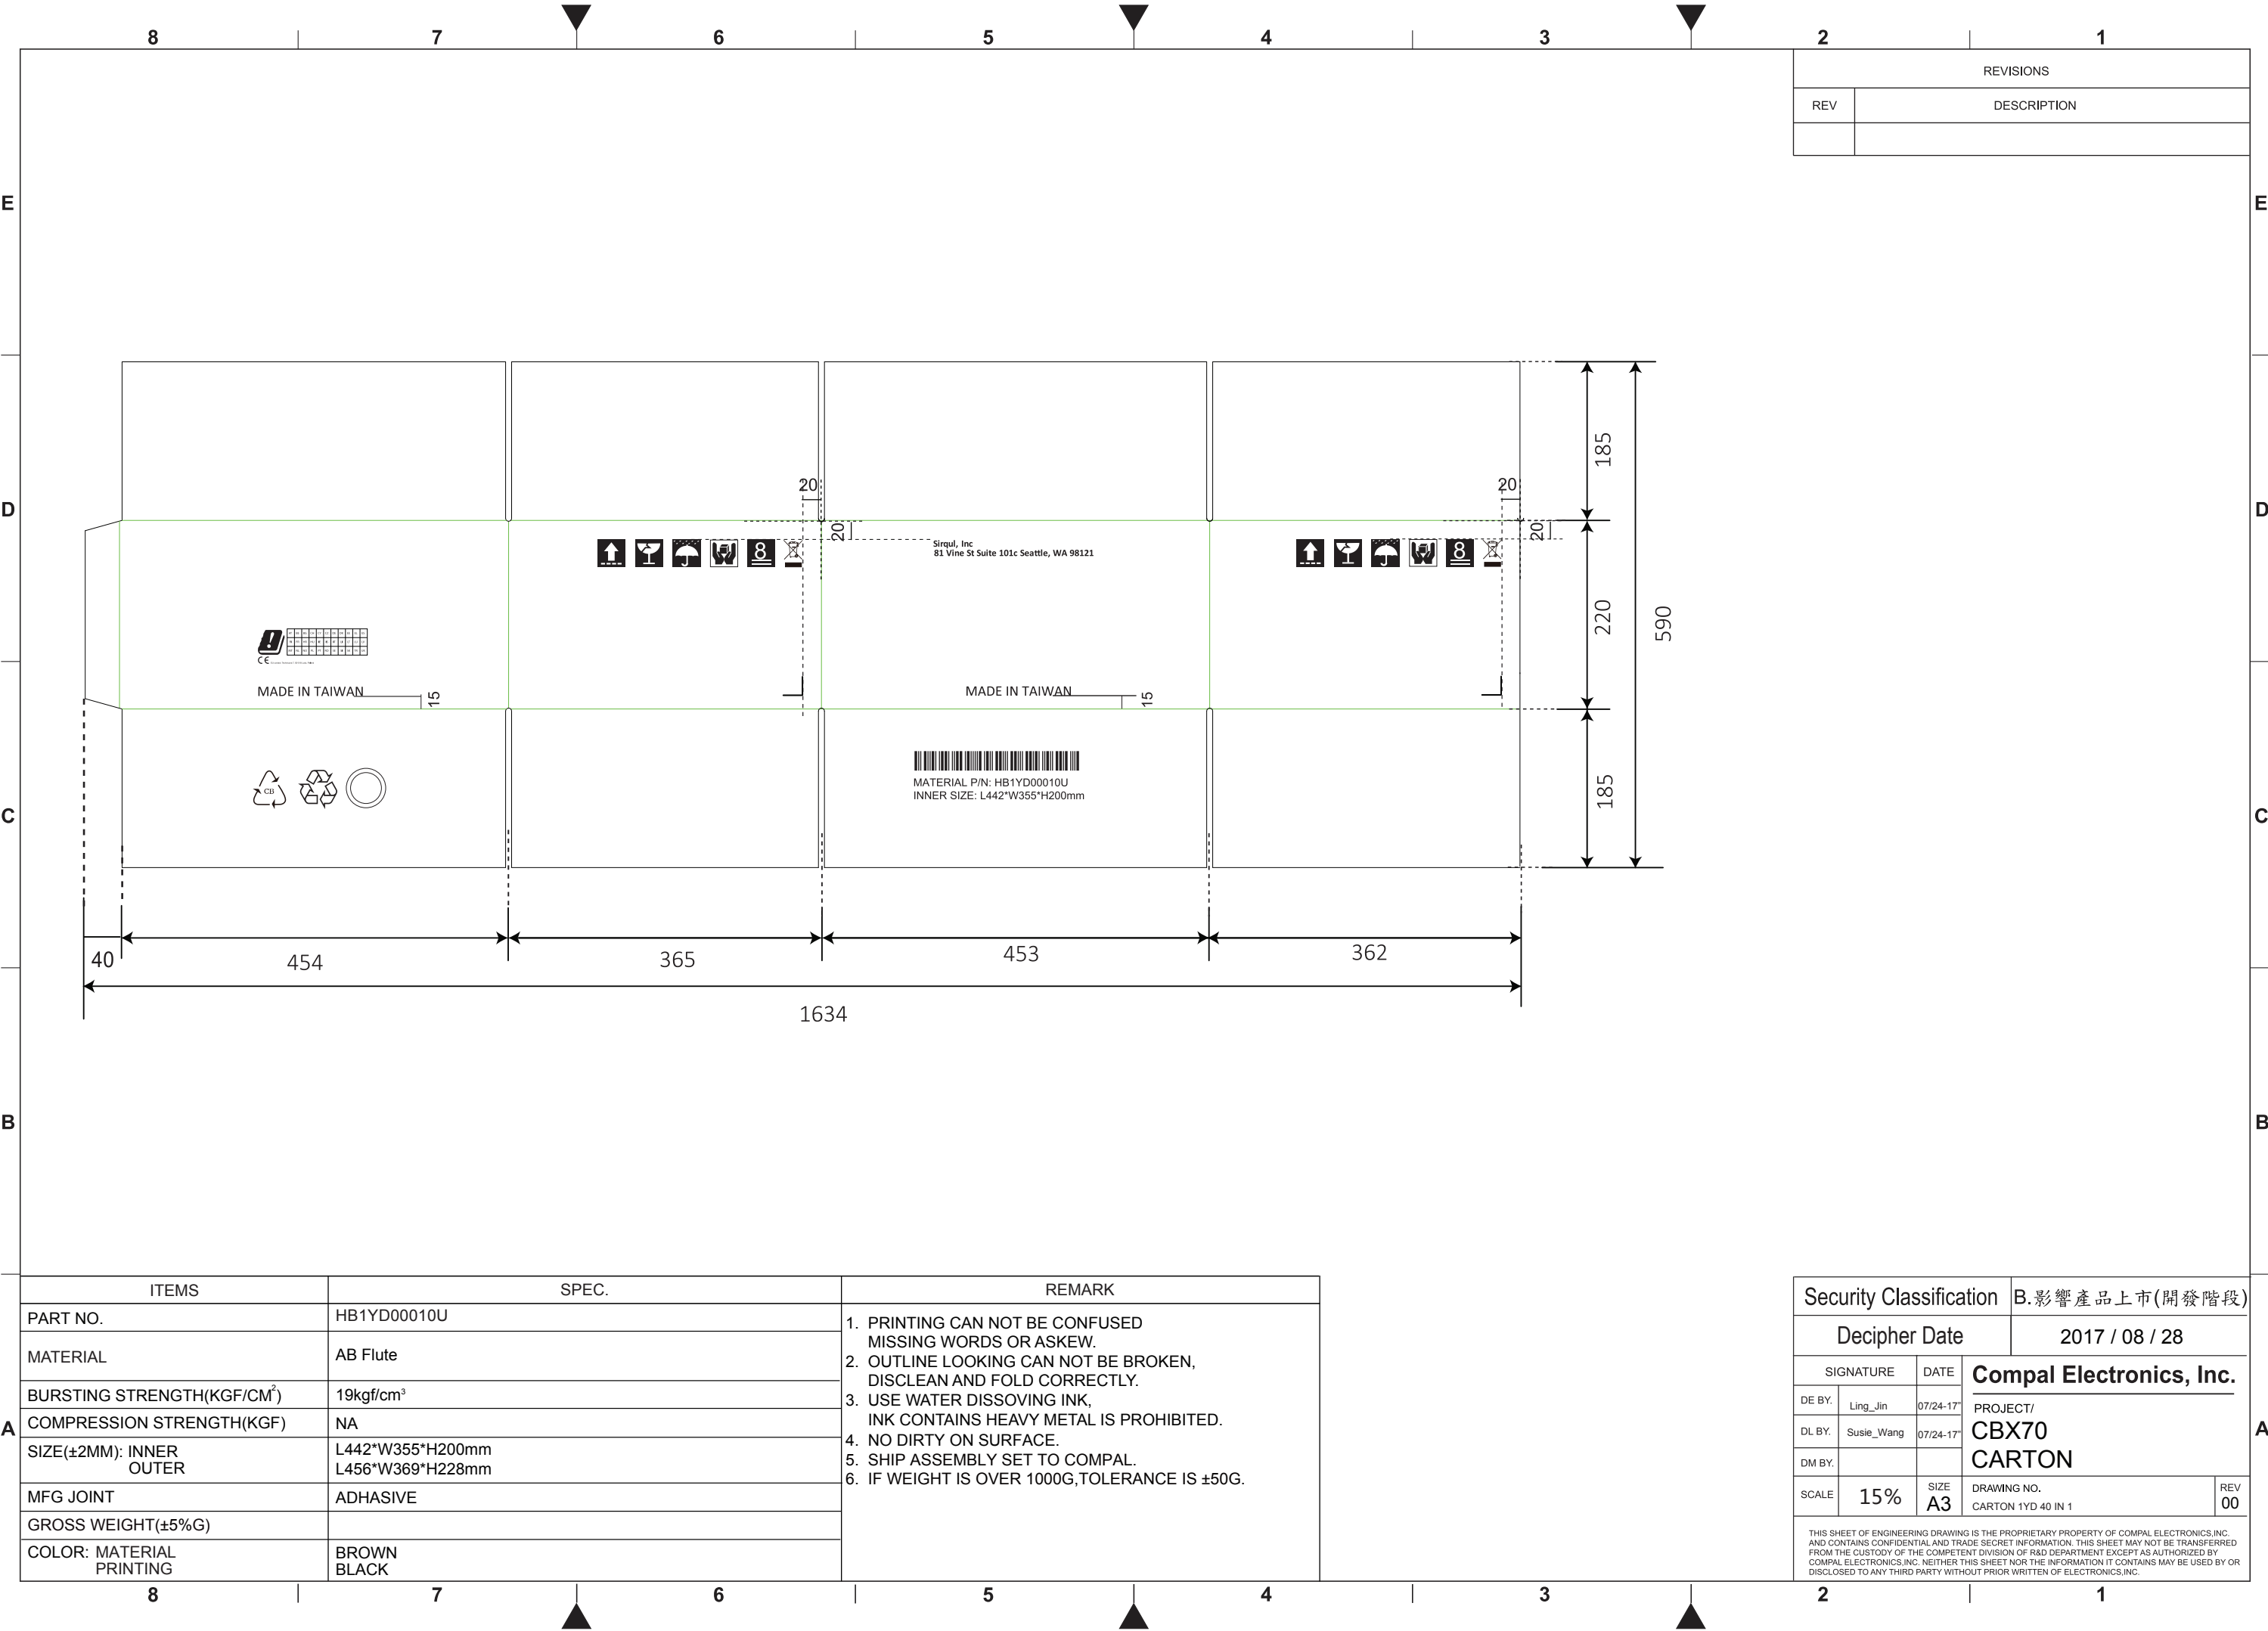 8 7 6 5 4 3 2 1
REVISIONS
REV DESCRIPTION
E E
D D
C C
B B
A A
185
220
185
590
20
20
20
20
Sirqul, Inc
81 Vine St Suite 101c Seattle, WA 98121
8
8
CE
MADE IN TAIWAN
15
MADE IN TAIWAN
15
CB
MATERIAL P/N: HB1YD00010U
INNER SIZE: L442*W355*H200mm
40 454 365 453 362
1634
ITEMS SPEC. REMARK
PART NO. HB1YD00010U
MATERIAL AB Flute
BURSTING STRENGTH(KGF/CM²) 19kgf/cm³
COMPRESSION STRENGTH(KGF) NA
SIZE(±2MM): INNER L442*W355*H200mm
OUTER L456*W369*H228mm
MFG JOINT ADHASIVE
GROSS WEIGHT(±5%G)
COLOR: MATERIAL BROWN
PRINTING BLACK
1. PRINTING CAN NOT BE CONFUSED
MISSING WORDS OR ASKEW.
2. OUTLINE LOOKING CAN NOT BE BROKEN,
DISCLEAN AND FOLD CORRECTLY.
3. USE WATER DISSOVING INK,
INK CONTAINS HEAVY METAL IS PROHIBITED.
4. NO DIRTY ON SURFACE.
5. SHIP ASSEMBLY SET TO COMPAL.
6. IF WEIGHT IS OVER 1000G,TOLERANCE IS ±50G.
Security Classification B.影響產品上市(開發階段)
Decipher Date 2017 / 08 / 28
SIGNATURE DATE Compal Electronics, Inc.
DE BY. Ling_Jin 07/24-17"
DL BY. Susie_Wang 07/24-17"
DM BY.
PROJECT/
CBX70
CARTON
SCALE 15% SIZE A3
DRAWING NO.
CARTON 1YD 40 IN 1
REV
00
THIS SHEET OF ENGINEERING DRAWING IS THE PROPRIETARY PROPERTY OF COMPAL ELECTRONICS,INC.
AND CONTAINS CONFIDENTIAL AND TRADE SECRET INFORMATION. THIS SHEET MAY NOT BE TRANSFERRED
FROM THE CUSTODY OF THE COMPETENT DIVISION OF R&D DEPARTMENT EXCEPT AS AUTHORIZED BY
COMPAL ELECTRONICS,INC. NEITHER THIS SHEET NOR THE INFORMATION IT CONTAINS MAY BE USED BY OR
DISCLOSED TO ANY THIRD PARTY WITHOUT PRIOR WRITTEN OF ELECTRONICS,INC.
8 7 6 5 4 3 2 1